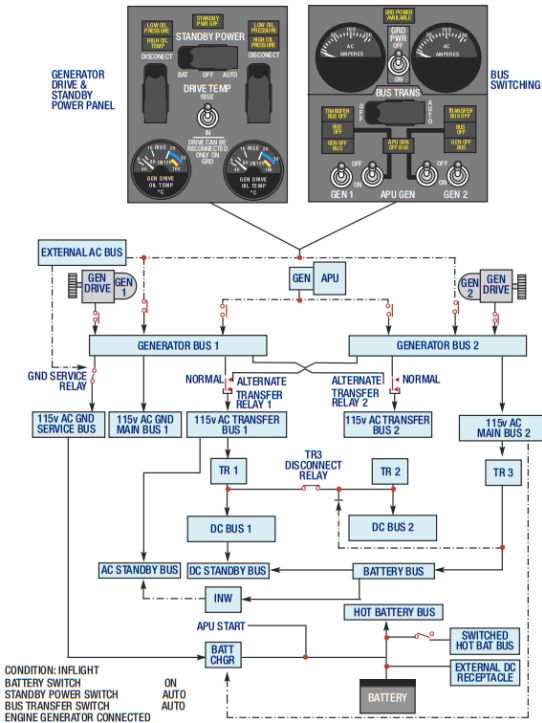 STANDBY
PWR OFF
LOW OIL
PRESSURE
HIGH OIL
TEMP
LOW OIL
PRESSURE
HIGH OIL
PRESSURE
STANDBY POWER
DISCONECT
DISCONECT
BAT OFF AUTO
DRIVE TEMP
RISE
IN
DRIVE CAN BE
RECONNECTED
ONLY ON
GRD
RISE
IN
GEN DRIVE
OIL TEMP
°C
RISE
IN
GEN DRIVE
OIL TEMP
°C
GENERATOR
DRIVE &
STANDBY
POWER PANEL
GRD POWER
AVAILABLE
GRD
PWR
OFF
ON
AC
AMPERES
AC
AMPERES
BUS TRANS
OFF
AUTO
TRANSFER
BUS OFF
TRANSFER
BUS OFF
BUS
OFF
BUS
OFF
GEN OFF
BUS
APU GEN
OFF BUS
GEN OFF
BUS
OFF
OFF
OFF
ON
ON
ON
GEN 1 APU GEN GEN 2
BUS
SWITCHING
EXTERNAL AC BUS
GEN
DRIVE
GEN
1
GEN
APU
GEN
2
GEN
DRIVE
GENERATOR BUS 1
GENERATOR BUS 2
GND SERVICE
RELAY
NORMAL
ALTERNATE
TRANSFER
RELAY 1
ALTERNATE
TRANSFER
RELAY 2
NORMAL
115v AC GND
SERVICE BUS
115v AC GND
MAIN BUS 1
115v AC TRANSFER
BUS 1
115v AC TRANSFER
BUS 2
115v AC
MAIN BUS 2
TR 1
TR3
DISCONNECT
RELAY
TR 2
TR 3
DC BUS 1
DC BUS 2
AC STANDBY BUS
DC STANDBY BUS
BATTERY BUS
INW
HOT BATTERY BUS
APU START
BATT
CHGR
SWITCHED
HOT BAT BUS
EXTERNAL DC
RECEPTACLE
BATTERY
CONDITION: INFLIGHT
BATTERY SWITCH ON
STANDBY POWER SWITCH AUTO
BUS TRANSFER SWITCH AUTO
ENGINE GENERATOR CONNECTED